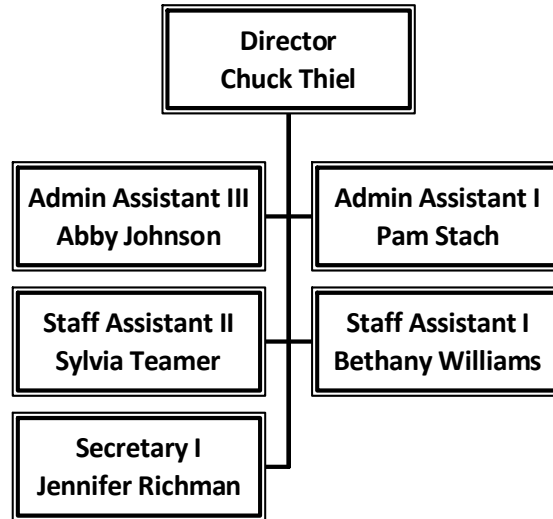 Director
Chuck Thiel
Admin Assistant III
Abby Johnson
Admin Assistant I
Pam Stach
Staff Assistant II
Sylvia Teamer
Staff Assistant I
Bethany Williams
Secretary I
Jennifer Richman